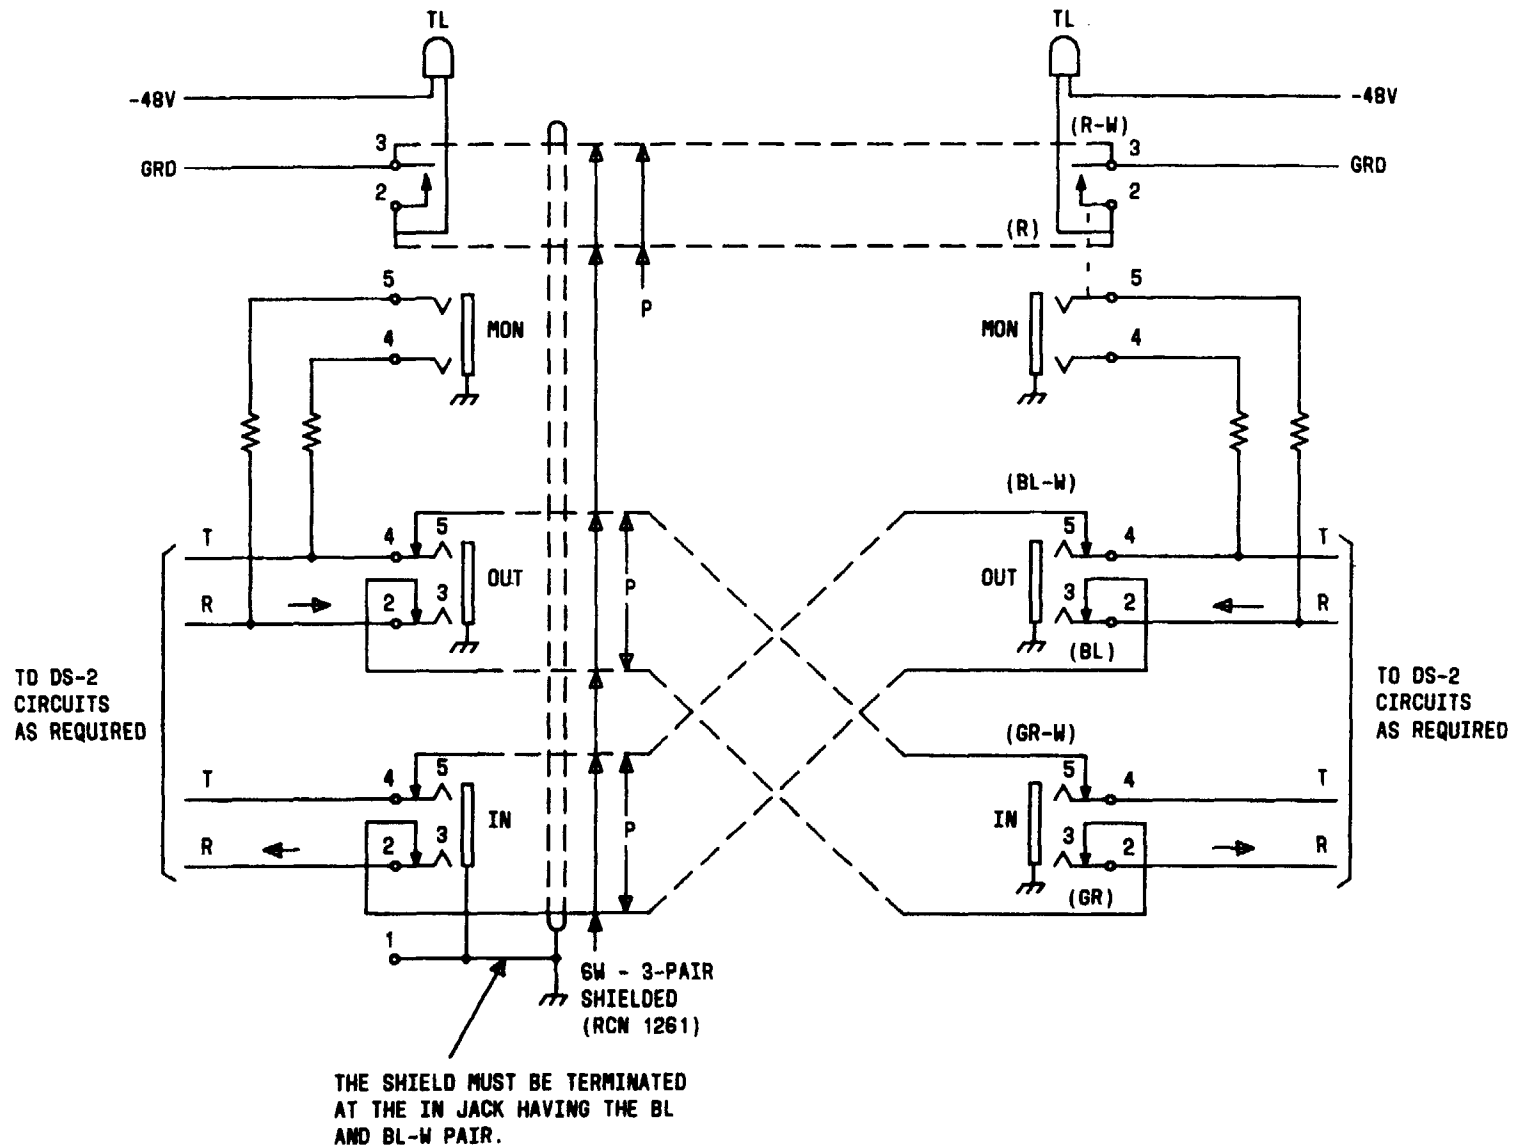 TL TL
-48V -48V
(R-W)
3 3
GRD GRD
2 2
(R)
5 5
P
MON MON
4 4
(BL-W)
5 5
T 4 4 T
OUT P OUT
R 2 3 3 2 R
(BL)
TO DS-2
CIRCUITS
AS REQUIRED
TO DS-2
CIRCUITS
AS REQUIRED
(GR-W)
5 5
T 4 4 T
IN P IN
R 2 3 3 2 R
(GR)
1
6W - 3-PAIR
SHIELDED
(RCN 1261)
THE SHIELD MUST BE TERMINATED
AT THE IN JACK HAVING THE BL
AND BL-W PAIR.